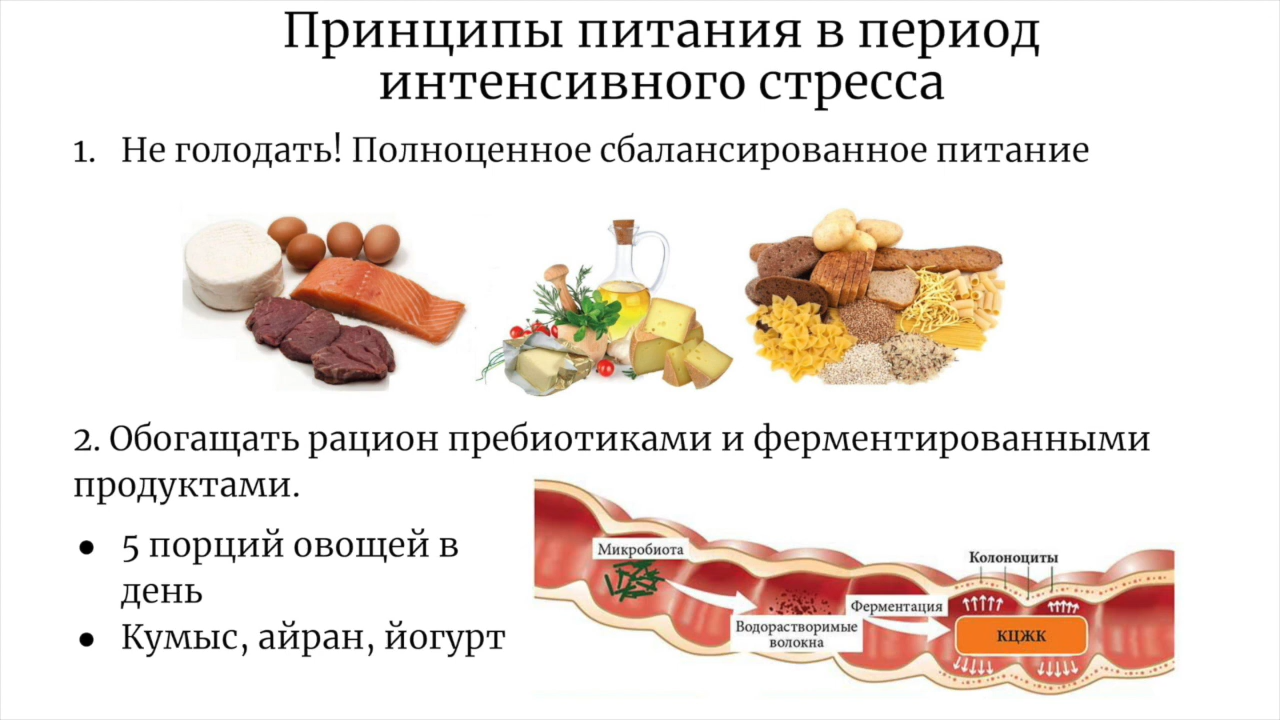 Принципы питания в период
интенсивного стресса
1. Не голодать! Полноценное сбалансированное питание
2. Обогащать рацион пребиотиками и ферментированными
продуктами.
● 5 порций овощей в
день
● Кумыс, айран, йогурт
Микробиота
Водорастворимые
волокна
Ферментация
Колоноциты
КЦЖК